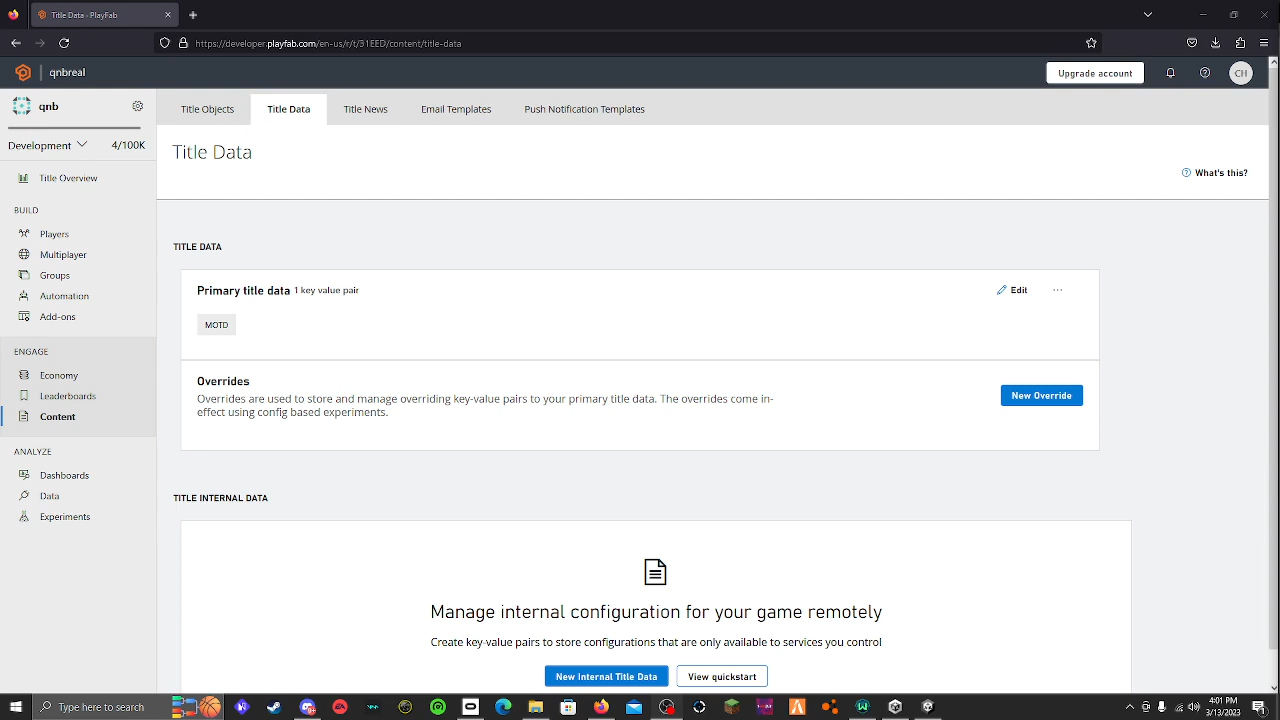 Title Data - PlayFab
https://developer.playfab.com/en-us/r/t/31EED/content/title-data
qnbreal
Upgrade account
CH
qnb
Development
4/100K
Title Overview
BUILD
Players
Multiplayer
Groups
Automation
Add-ons
ENGAGE
Economy
Leaderboards
Content
ANALYZE
Dashboards
Data
Experiments
Title Objects
Title Data
Title News
Email Templates
Push Notification Templates
Title Data
What's this?
TITLE DATA
Primary title data 1 key value pair
Edit
MOTD
Overrides
Overrides are used to store and manage overriding key-value pairs to your primary title data. The overrides come in-
effect using config based experiments.
New Override
TITLE INTERNAL DATA
Manage internal configuration for your game remotely
Create key-value pairs to store configurations that are only available to services you control
New Internal Title Data
View quickstart
Type here to search
4:01 PM
3/13/2023